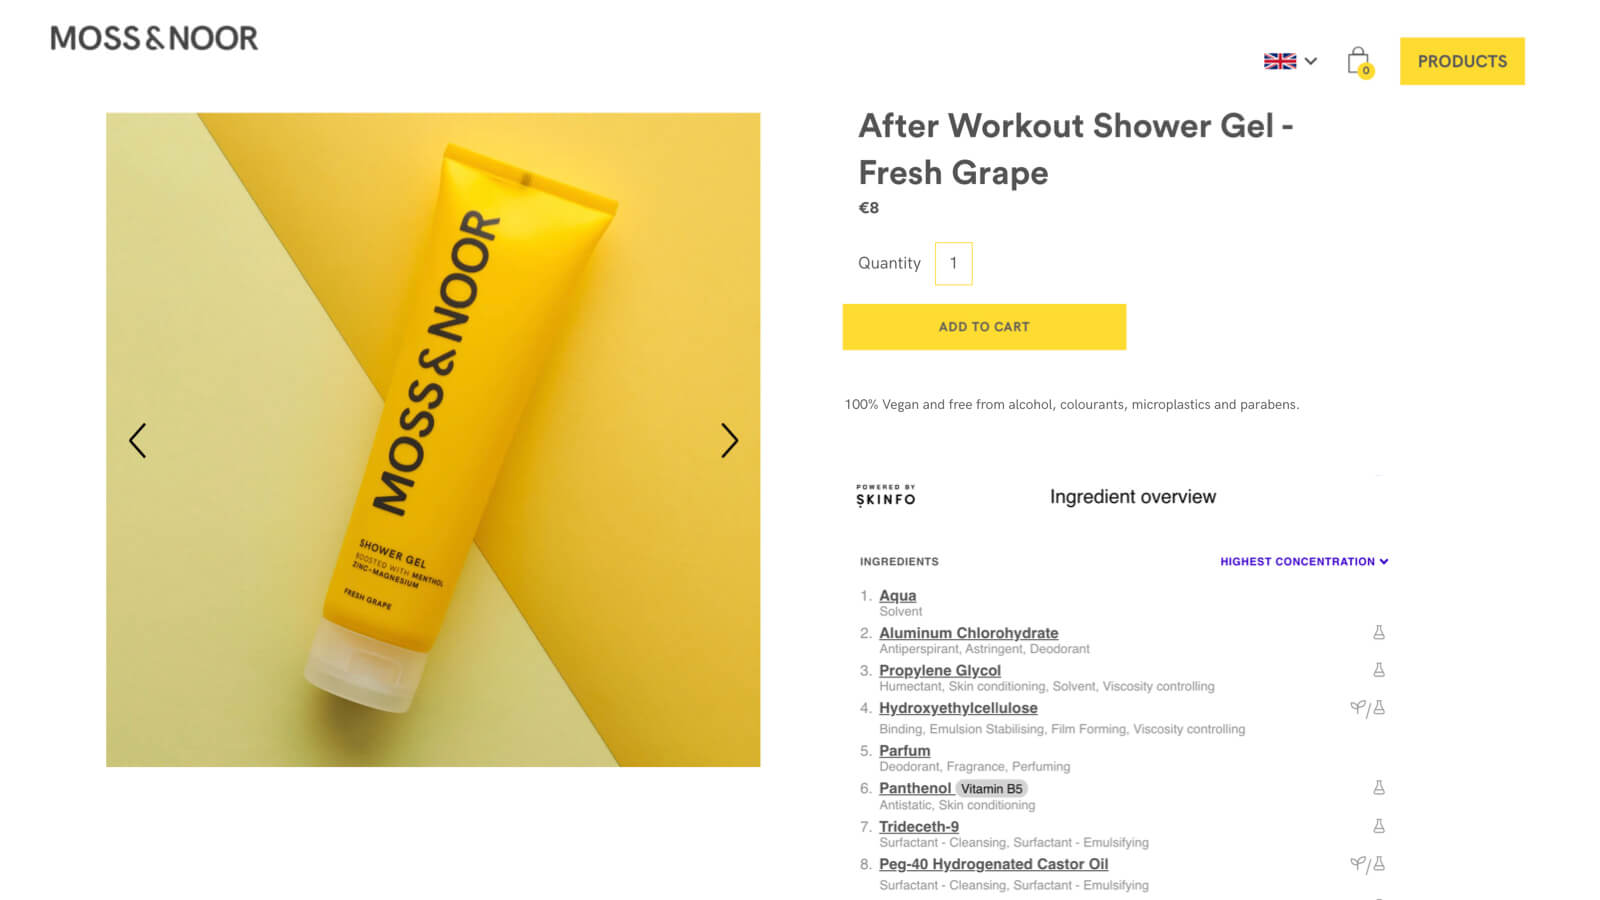 MOSS & NOOR
0
PRODUCTS
MOSS & NOOR
SHOWER GEL
BOOSTED WITH MENTHOL
ZINC-MAGNESIUM
FRESH GRAPE
After Workout Shower Gel -
Fresh Grape
€8
Quantity 1
ADD TO CART
100% Vegan and free from alcohol, colourants, microplastics and parabens.
POWERED BY
SKINFO
Ingredient overview
INGREDIENTS
HIGHEST CONCENTRATION
1. Aqua
Solvent
2. Aluminum Chlorohydrate
Antiperspirant, Astringent, Deodorant
3. Propylene Glycol
Humectant, Skin conditioning, Solvent, Viscosity controlling
4. Hydroxyethylcellulose
Binding, Emulsion Stabilising, Film Forming, Viscosity controlling
5. Parfum
Deodorant, Fragrance, Perfuming
6. Panthenol Vitamin B5
Antistatic, Skin conditioning
7. Trideceth-9
Surfactant - Cleansing, Surfactant - Emulsifying
8. Peg-40 Hydrogenated Castor Oil
Surfactant - Cleansing, Surfactant - Emulsifying